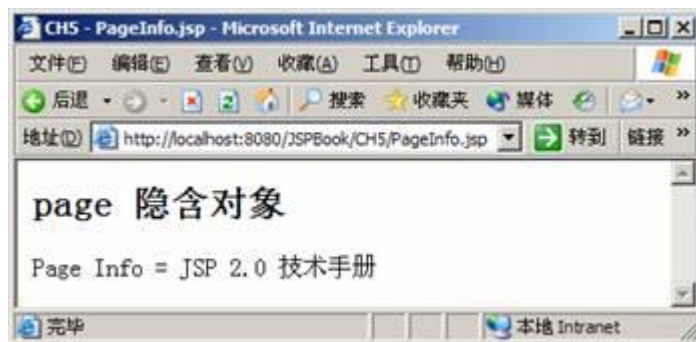 CH5 - PageInfo.jsp - Microsoft Internet Explorer
文件(F) 编辑(E) 查看(V) 收藏(A) 工具(T) 帮助(H)
后退 搜索 收藏夹 媒体 »
地址(D) http://localhost:8080/JSPBook/CH5/PageInfo.jsp 转到 链接 »
page 隐含对象
Page Info = JSP 2.0 技术手册
完毕 本地 Intranet